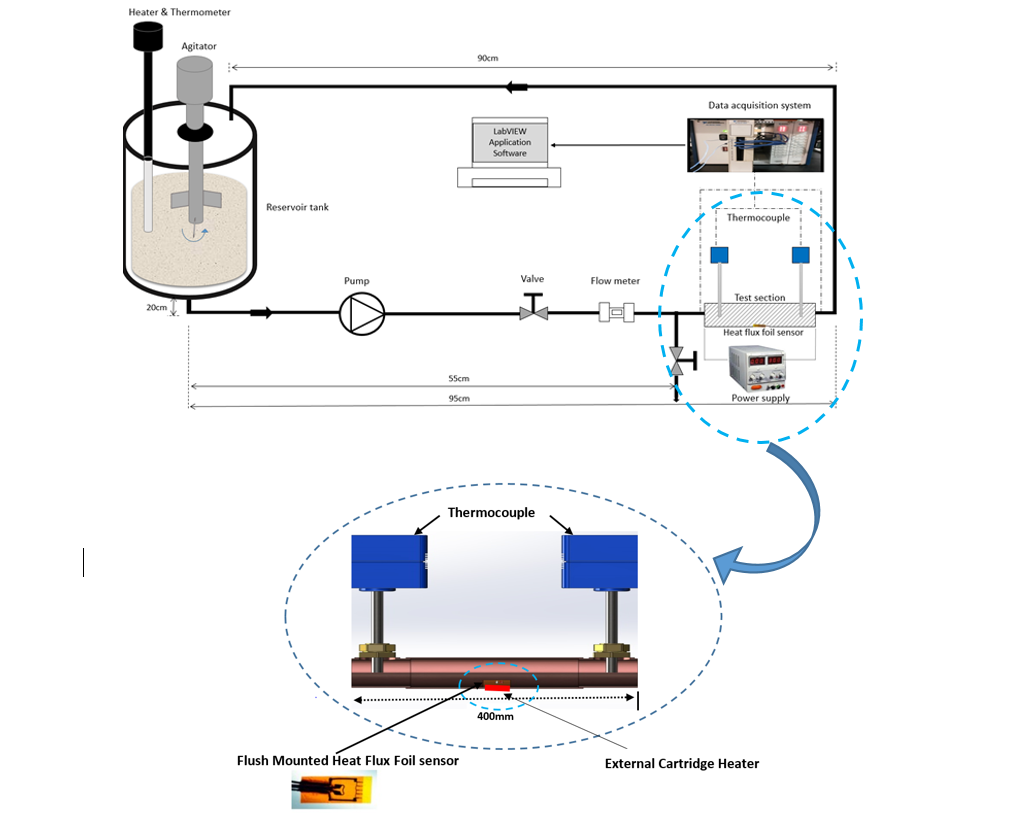 Heater & Thermometer
Agitator
90cm
Data acquisition system
LabVIEW
Application
Software
Reservoir tank
Thermocouple
Pump
Valve
Flow meter
Test section
20cm
Heat flux foil sensor
55cm
Power supply
95cm
Thermocouple
400mm
Flush Mounted Heat Flux Foil sensor
External Cartridge Heater